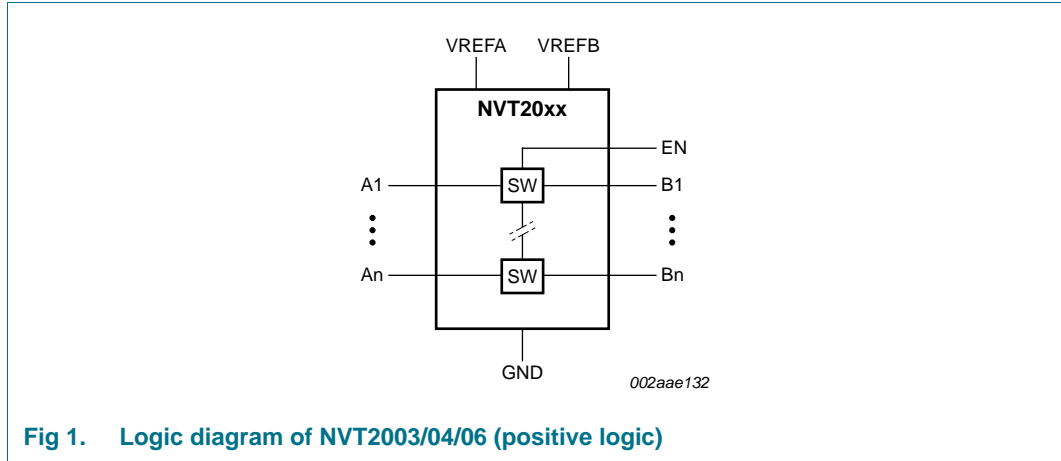 VREFA VREFB
NVT20xx
EN
A1 SW B1
An SW Bn
GND
002aae132
Fig 1. Logic diagram of NVT2003/04/06 (positive logic)